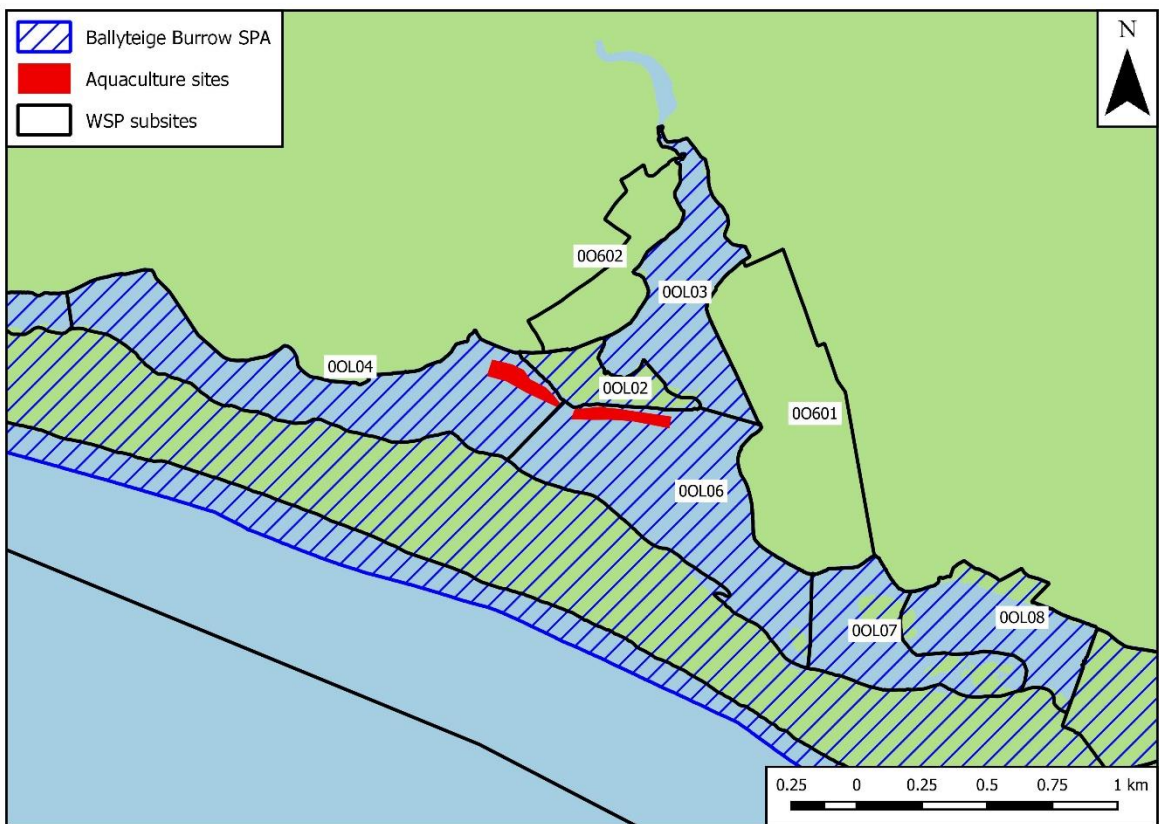 Ballyteige Burrow SPA
Aquaculture sites
WSP subsites
N
0O602
0OL03
0OL04
0OL02
0O601
0OL06
0OL07
0OL08
0.25 0 0.25 0.5 0.75 1 km